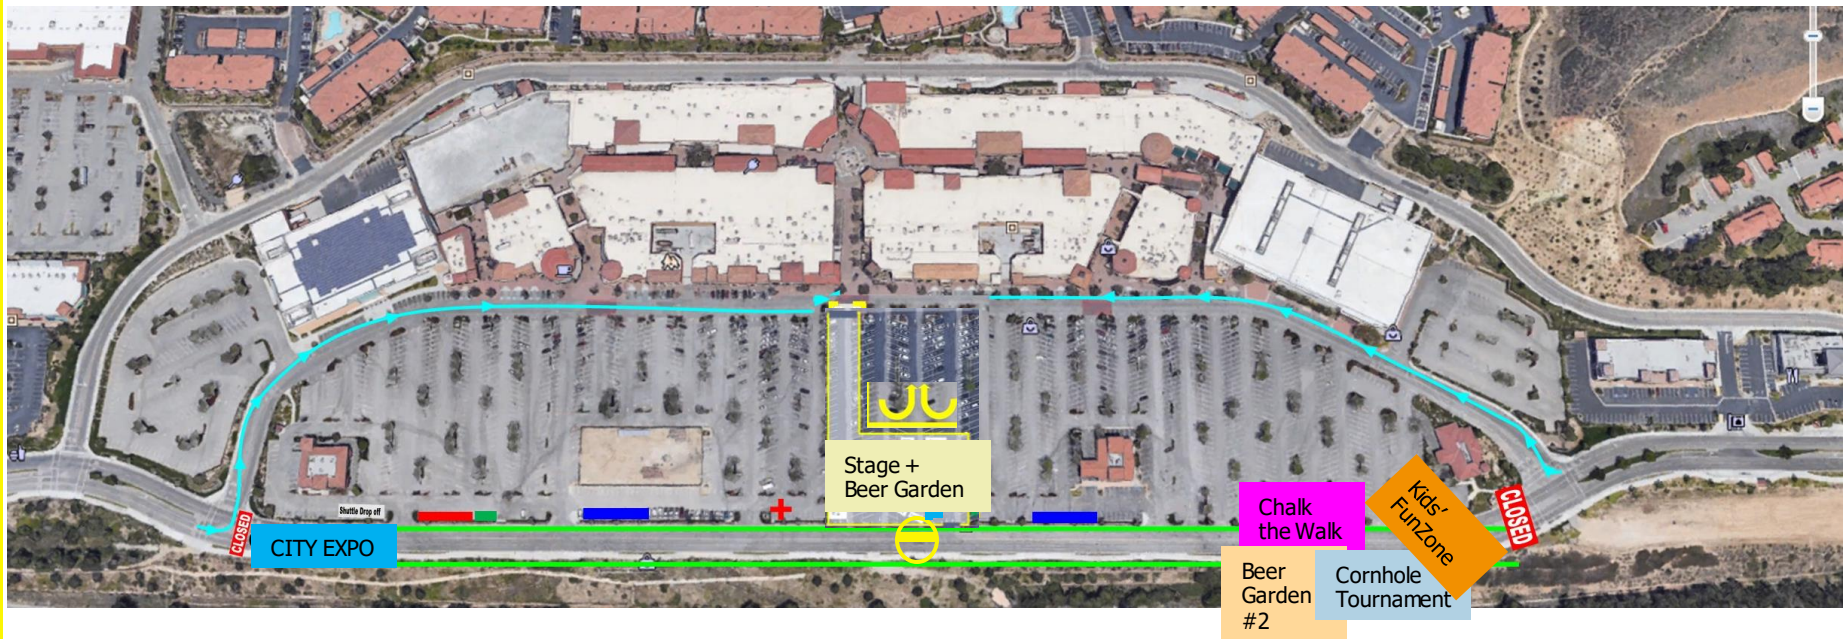 Stage +
Beer Garden
Shuttle Drop off
CLOSED
CITY EXPO
Chalk
the Walk
Kids'
FunZone
CLOSED
Beer
Garden
#2
Cornhole
Tournament